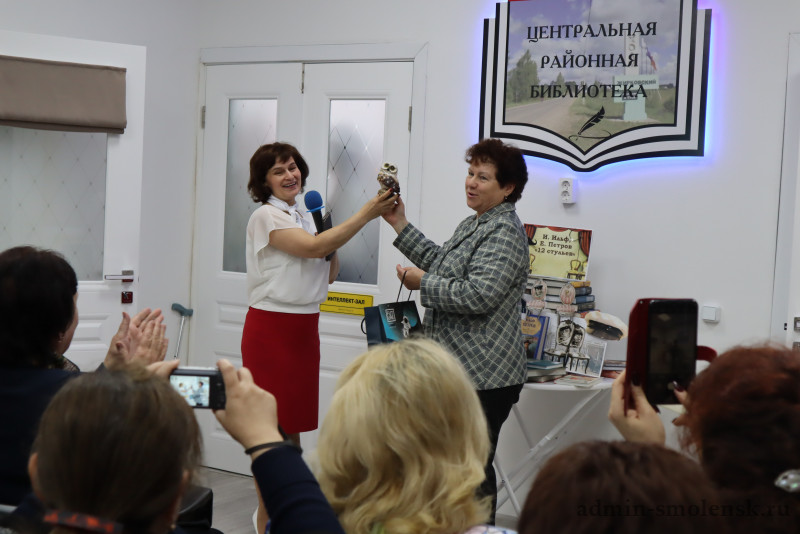 ЦЕНТРАЛЬНАЯ
РАЙОННАЯ
БИБЛИОТЕКА
И. Ильф,
Е. Петров
«12 стульев»
ИНТЕЛЛЕКТ-ЗАЛ
admin-smolensk.ru